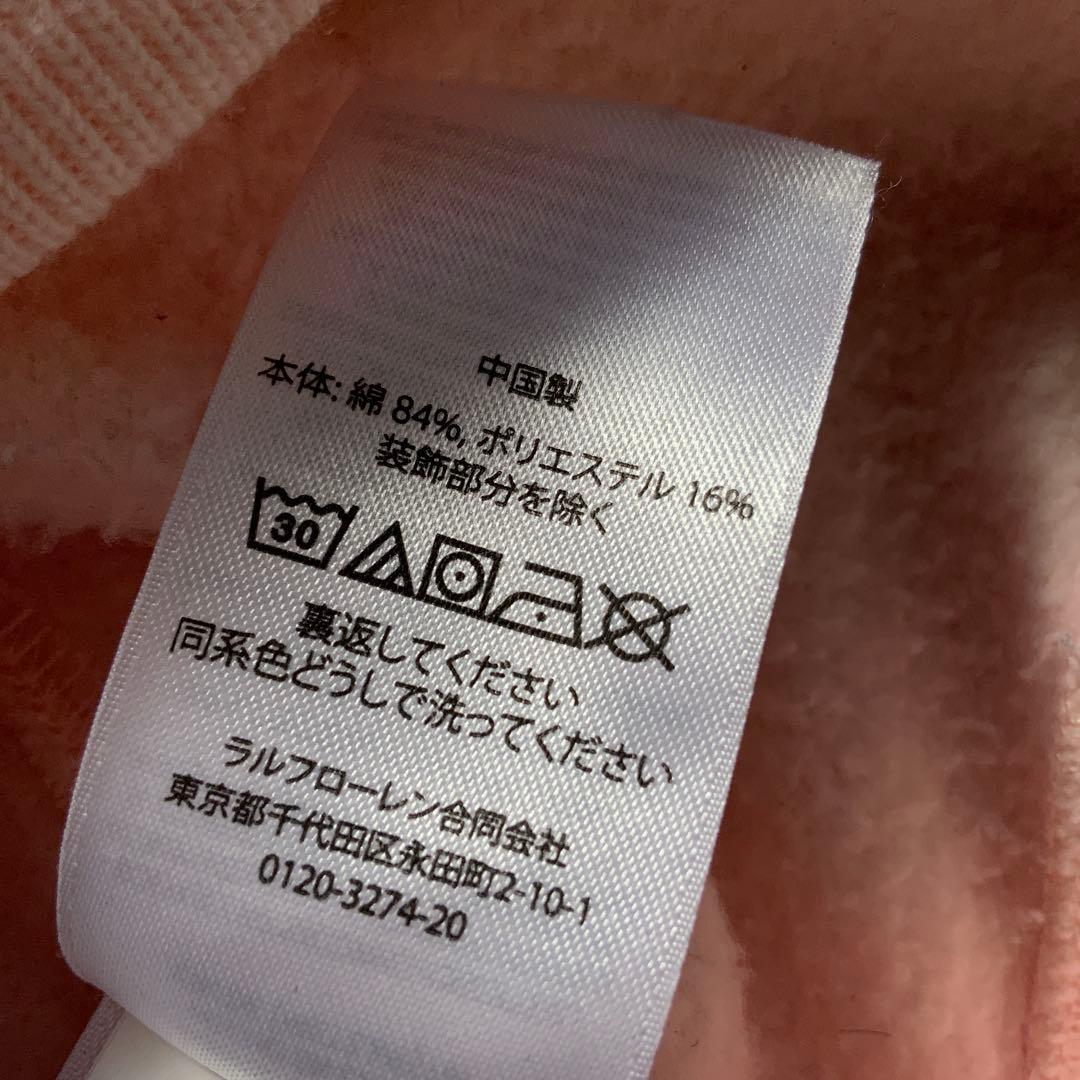 中国製
本体: 綿 84%, ポリエステル 16%
装飾部分を除く
30
裏返してください
同系色どうしで洗ってください
ラルフローレン合同会社
東京都千代田区永田町2-10-1
0120-3274-20